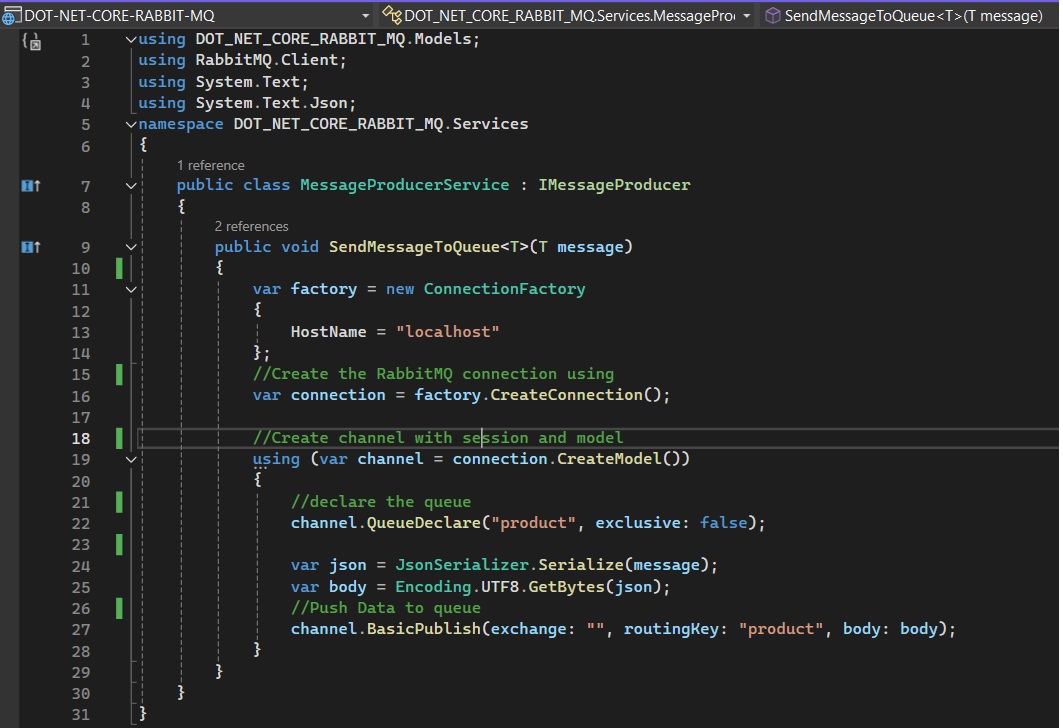 DOT-NET-CORE-RABBIT-MQ DOT_NET_CORE_RABBIT_MQ.Services.MessagePro SendMessageToQueue<T>(T message)
1 using DOT_NET_CORE_RABBIT_MQ.Models;
2 using RabbitMQ.Client;
3 using System.Text;
4 using System.Text.Json;
5 namespace DOT_NET_CORE_RABBIT_MQ.Services
6 {
1 reference
7 public class MessageProducerService : IMessageProducer
8 {
2 references
9 public void SendMessageToQueue<T>(T message)
10 {
11 var factory = new ConnectionFactory
12 {
13 HostName = "localhost"
14 };
15 //Create the RabbitMQ connection using
16 var connection = factory.CreateConnection();
17
18 //Create channel with session and model
19 using (var channel = connection.CreateModel())
20 {
21 //declare the queue
22 channel.QueueDeclare("product", exclusive: false);
23
24 var json = JsonSerializer.Serialize(message);
25 var body = Encoding.UTF8.GetBytes(json);
26 //Push Data to queue
27 channel.BasicPublish(exchange: "", routingKey: "product", body: body);
28 }
29 }
30 }
31 }